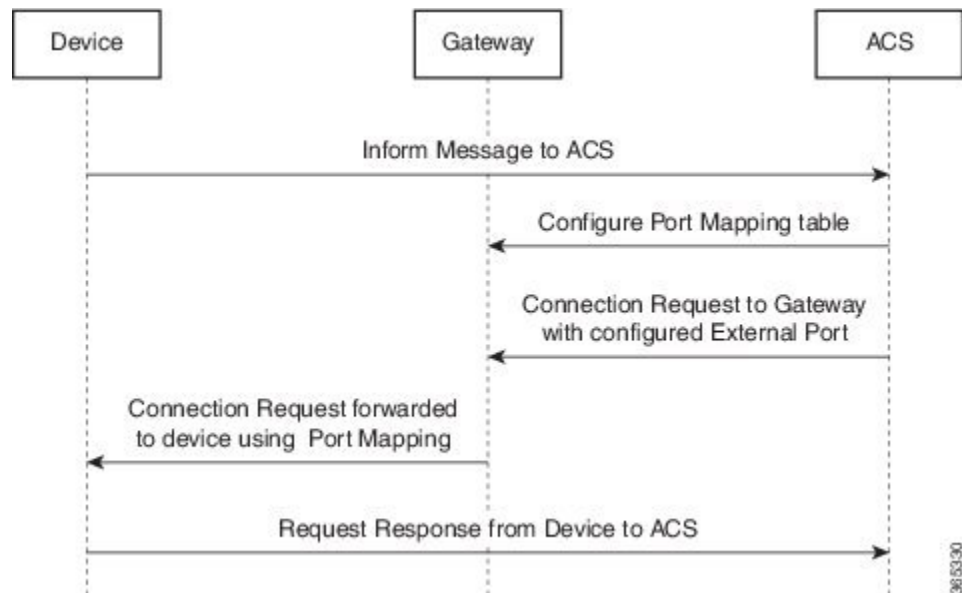 Device
Gateway
ACS
Inform Message to ACS
Configure Port Mapping table
Connection Request to Gateway
with configured External Port
Connection Request forwarded
to device using Port Mapping
Request Response from Device to ACS
365330